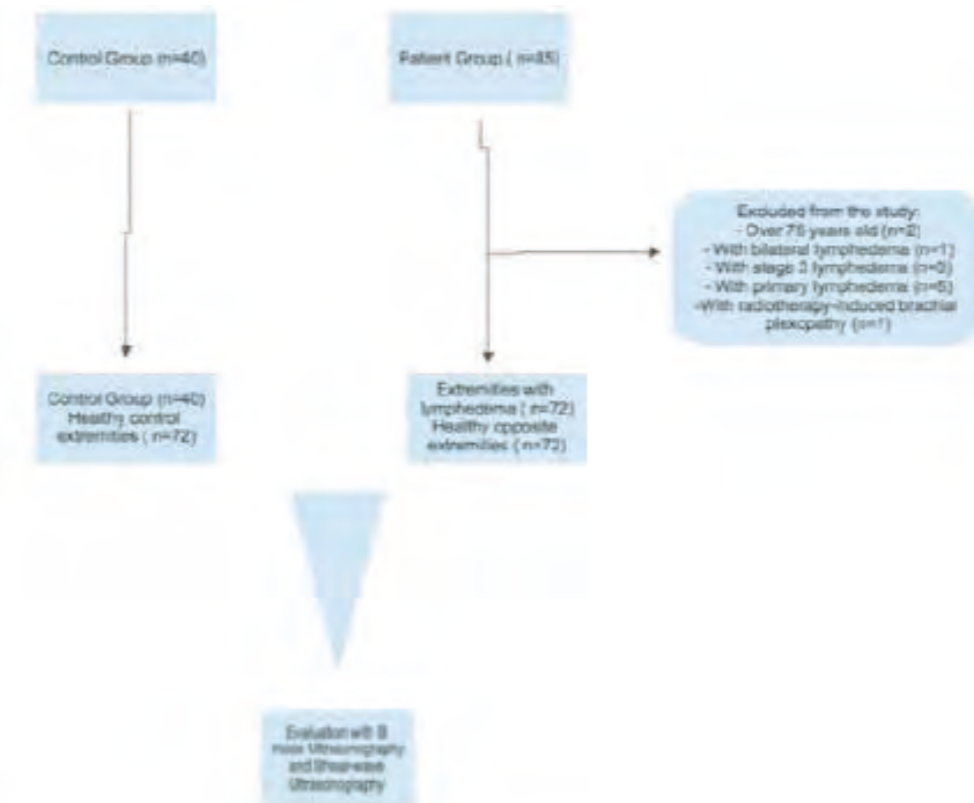 Control Group (n=40)
Patient Group ( n=85)
Excluded from the study:
- Over 75 years old (n=2)
- With bilateral lymphedema (n=1)
- With stage 3 lymphedema
- With primary lymphedema
-With radiotherapy-induced brachial
plexopathy (n=1)
Control Group (n=40)
Healthy control
extremities ( n=72)
Extremities with
lymphedema ( n=72)
Healthy opposite
extremities ( n=72)
Evaluation with B
mode Ultrasonography
and Shear-wave
Ultrasonography